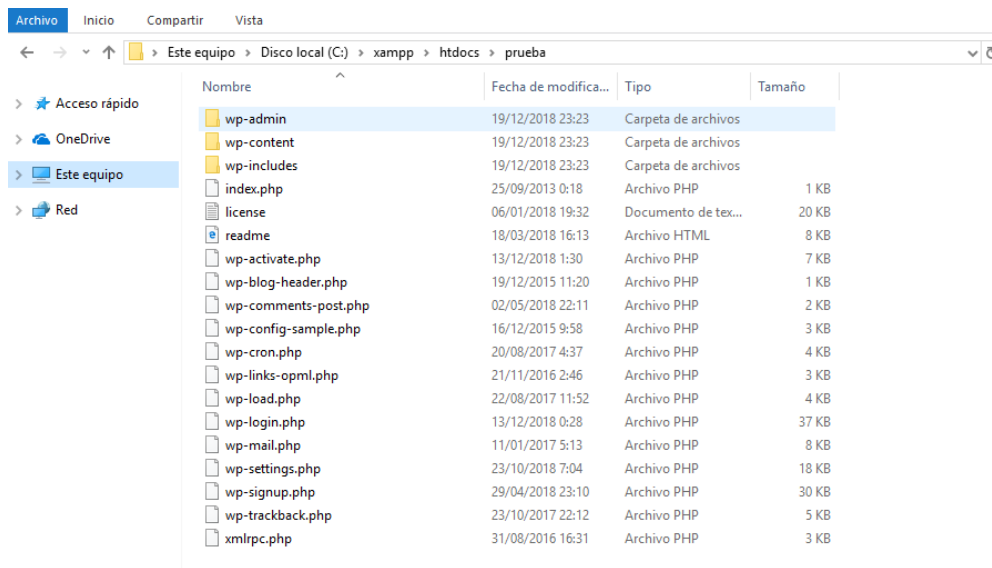 Archivo Inicio Compartir Vista
Este equipo > Disco local (C:) > xampp > htdocs > prueba
Nombre Fecha de modifica... Tipo Tamaño
Acceso rápido
OneDrive
Este equipo
Red
wp-admin 19/12/2018 23:23 Carpeta de archivos
wp-content 19/12/2018 23:23 Carpeta de archivos
wp-includes 19/12/2018 23:23 Carpeta de archivos
index.php 25/09/2013 0:18 Archivo PHP 1 KB
license 06/01/2018 19:32 Documento de tex... 20 KB
readme 18/03/2018 16:13 Archivo HTML 8 KB
wp-activate.php 13/12/2018 1:30 Archivo PHP 7 KB
wp-blog-header.php 19/12/2015 11:20 Archivo PHP 1 KB
wp-comments-post.php 02/05/2018 22:11 Archivo PHP 2 KB
wp-config-sample.php 16/12/2015 9:58 Archivo PHP 3 KB
wp-cron.php 20/08/2017 4:37 Archivo PHP 4 KB
wp-links-opml.php 21/11/2016 2:46 Archivo PHP 3 KB
wp-load.php 22/08/2017 11:52 Archivo PHP 4 KB
wp-login.php 13/12/2018 0:28 Archivo PHP 37 KB
wp-mail.php 11/01/2017 5:13 Archivo PHP 8 KB
wp-settings.php 23/10/2018 7:04 Archivo PHP 18 KB
wp-signup.php 29/04/2018 23:10 Archivo PHP 30 KB
wp-trackback.php 23/10/2017 22:12 Archivo PHP 5 KB
xmlrpc.php 31/08/2016 16:31 Archivo PHP 3 KB